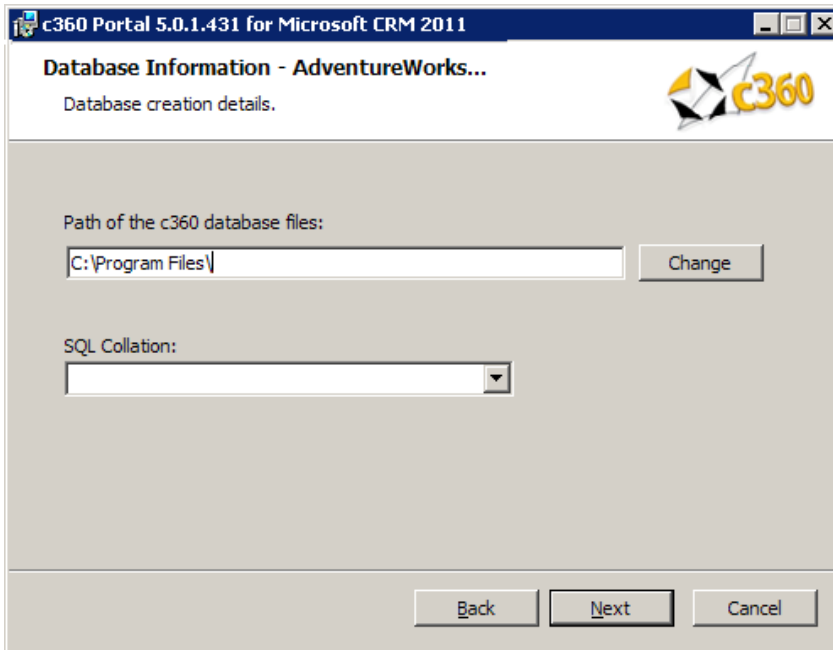 c360 Portal 5.0.1.431 for Microsoft CRM 2011
Database Information - AdventureWorks...
Database creation details.
c360
Path of the c360 database files:
C:\Program Files\
Change
SQL Collation:
Back
Next
Cancel